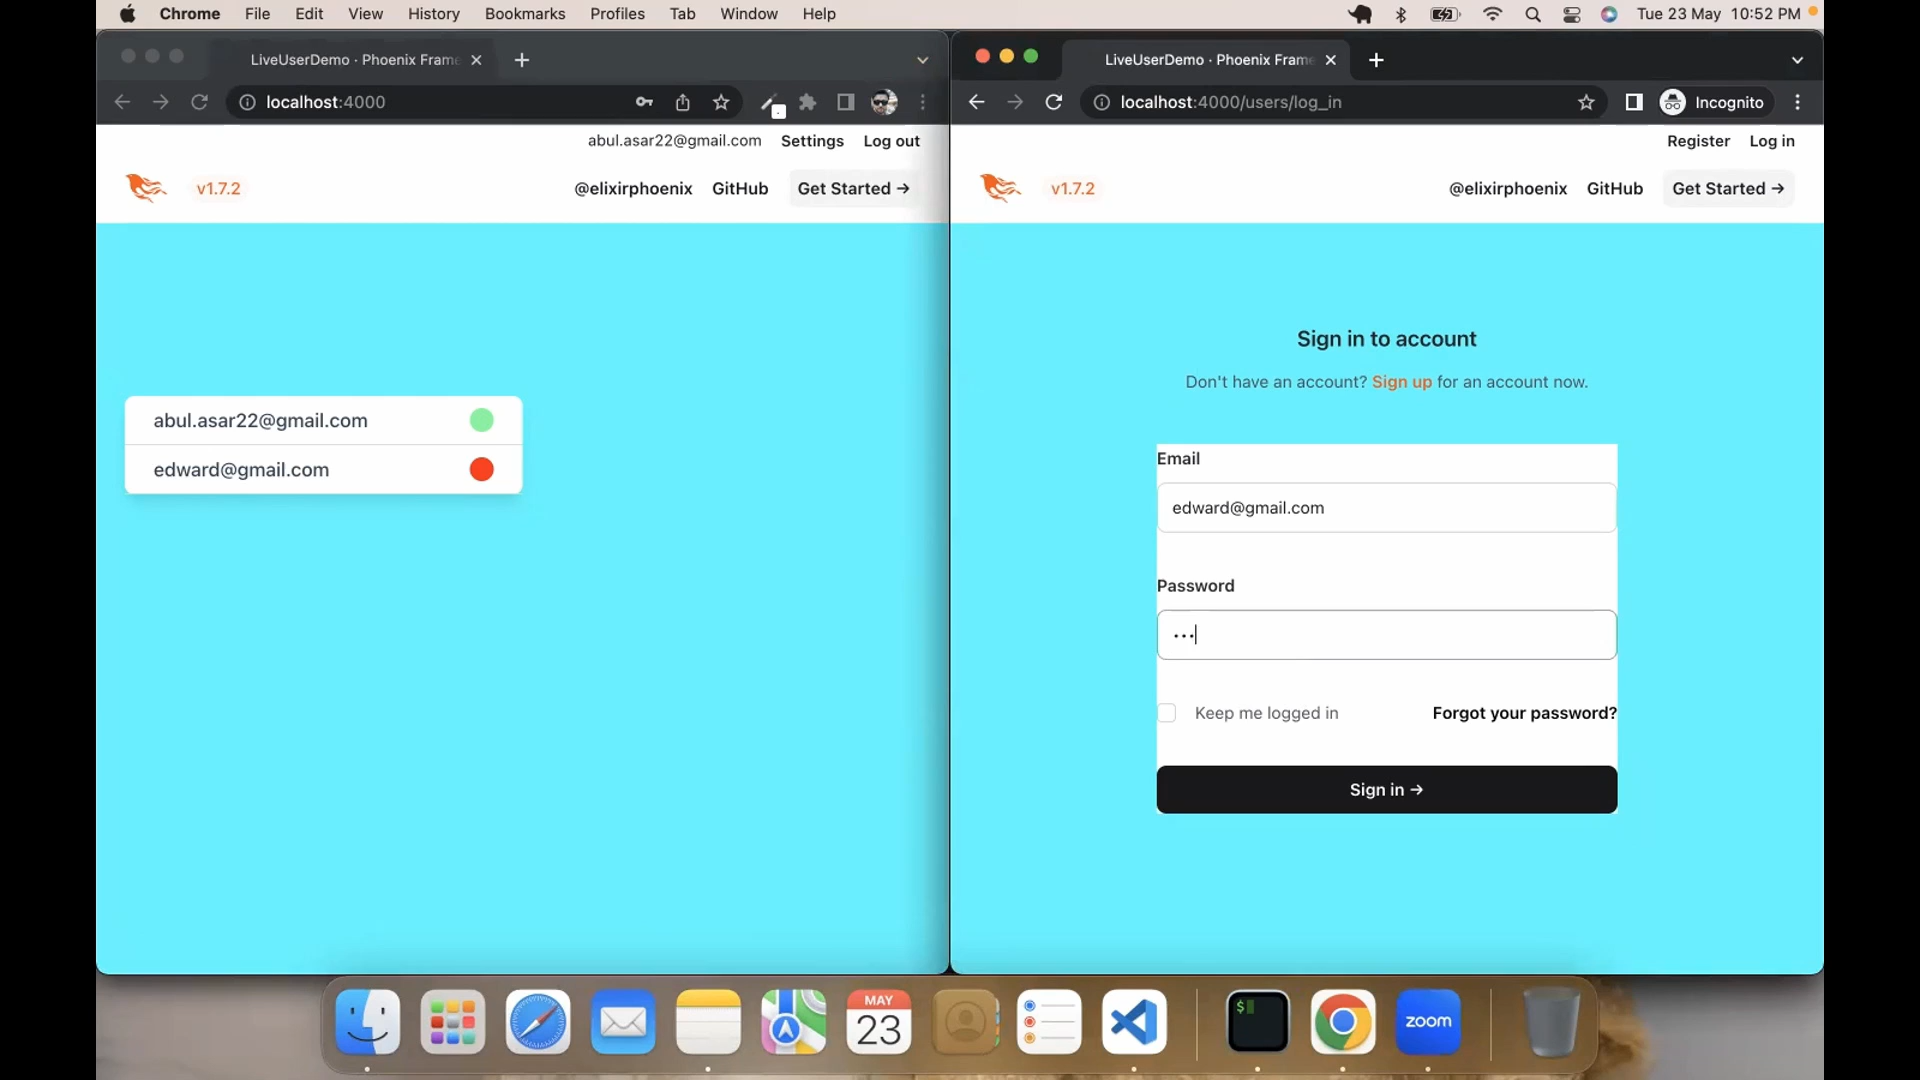 Chrome File Edit View History Bookmarks Profiles Tab Window Help Tue 23 May 10:52 PM
LiveUserDemo · Phoenix Frame
localhost:4000
abul.asar22@gmail.com Settings Log out
v1.7.2 @elixirphoenix GitHub Get Started →
abul.asar22@gmail.com
edward@gmail.com
LiveUserDemo · Phoenix Frame
localhost:4000/users/log_in Incognito
Register Log in
v1.7.2 @elixirphoenix GitHub Get Started →
Sign in to account
Don't have an account? Sign up for an account now.
Email
edward@gmail.com
Password
Keep me logged in Forgot your password?
Sign in →
MAY
23
$
zoom